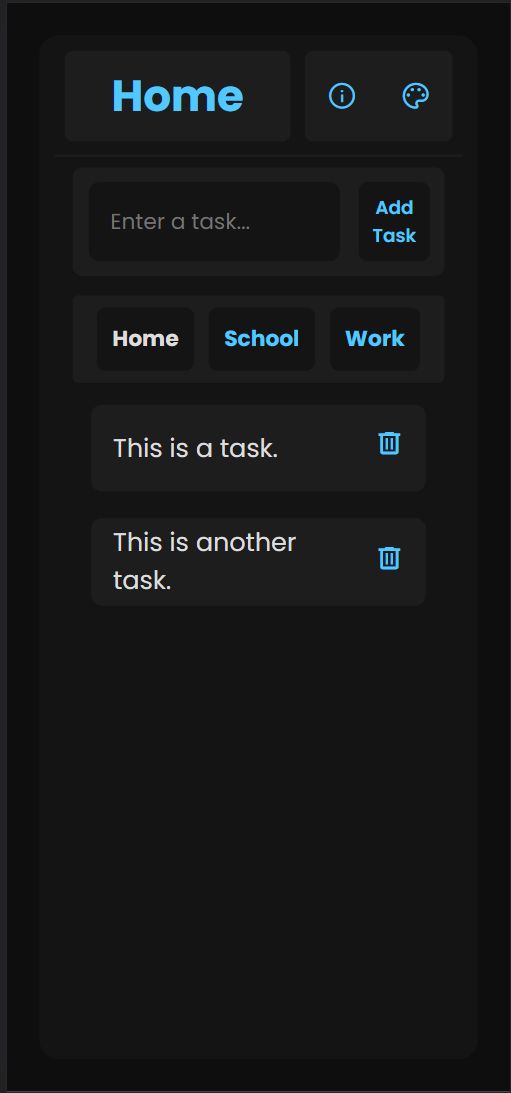 Home
Enter a task...
Add
Task
Home School Work
This is a task.
This is another
task.